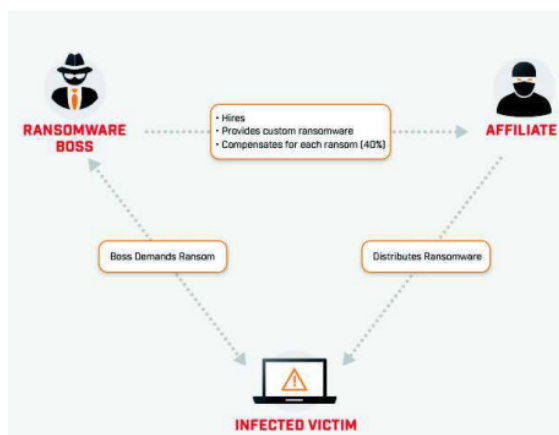 RANSOMWARE
BOSS
• Hires
• Provides custom ransomware
• Compensates for each ransom (40%)
AFFILIATE
Boss Demands Ransom
Distributes Ransomware
INFECTED VICTIM